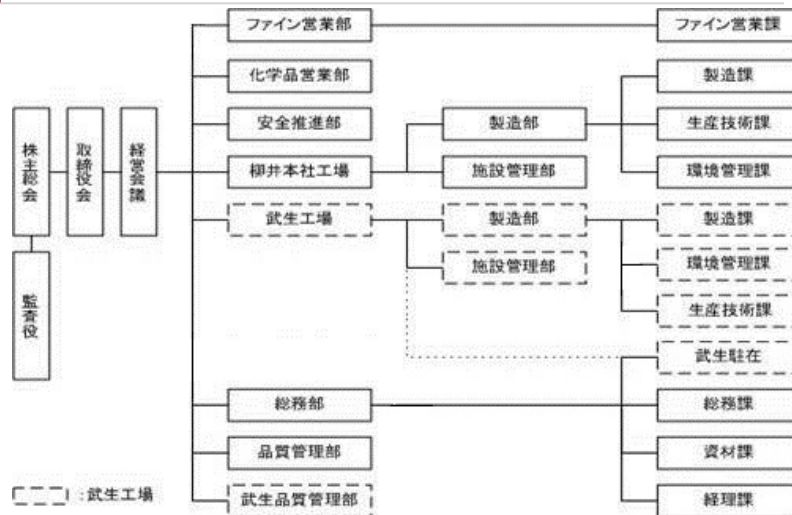 株主総会
監査役
取締役会
経営会議
ファイン営業部
ファイン営業課
化学品営業部
製造課
安全推進部
製造部
生産技術課
柳井本社工場
施設管理部
環境管理課
武生工場
製造部
製造課
施設管理部
環境管理課
生産技術課
武生駐在
総務部
総務課
品質管理部
資材課
武生品質管理部
経理課
:武生工場